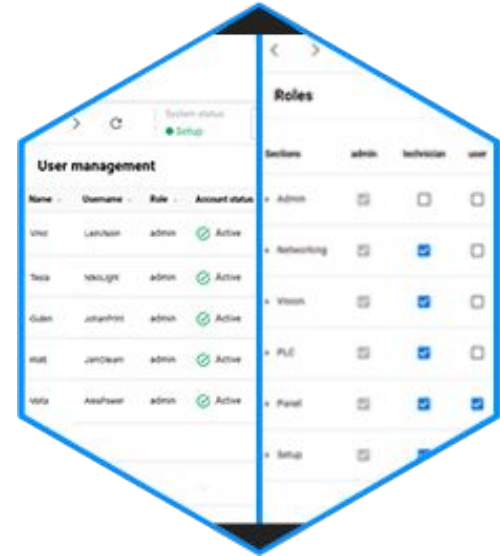 System status
Setup
User management
Name Username Role Account status
admin Active
Tesla admin Active
admin Active
admin Active
admin Active
Roles
Sections admin technician user
Admin
Networking
Vision
PLC
Panel
Setup